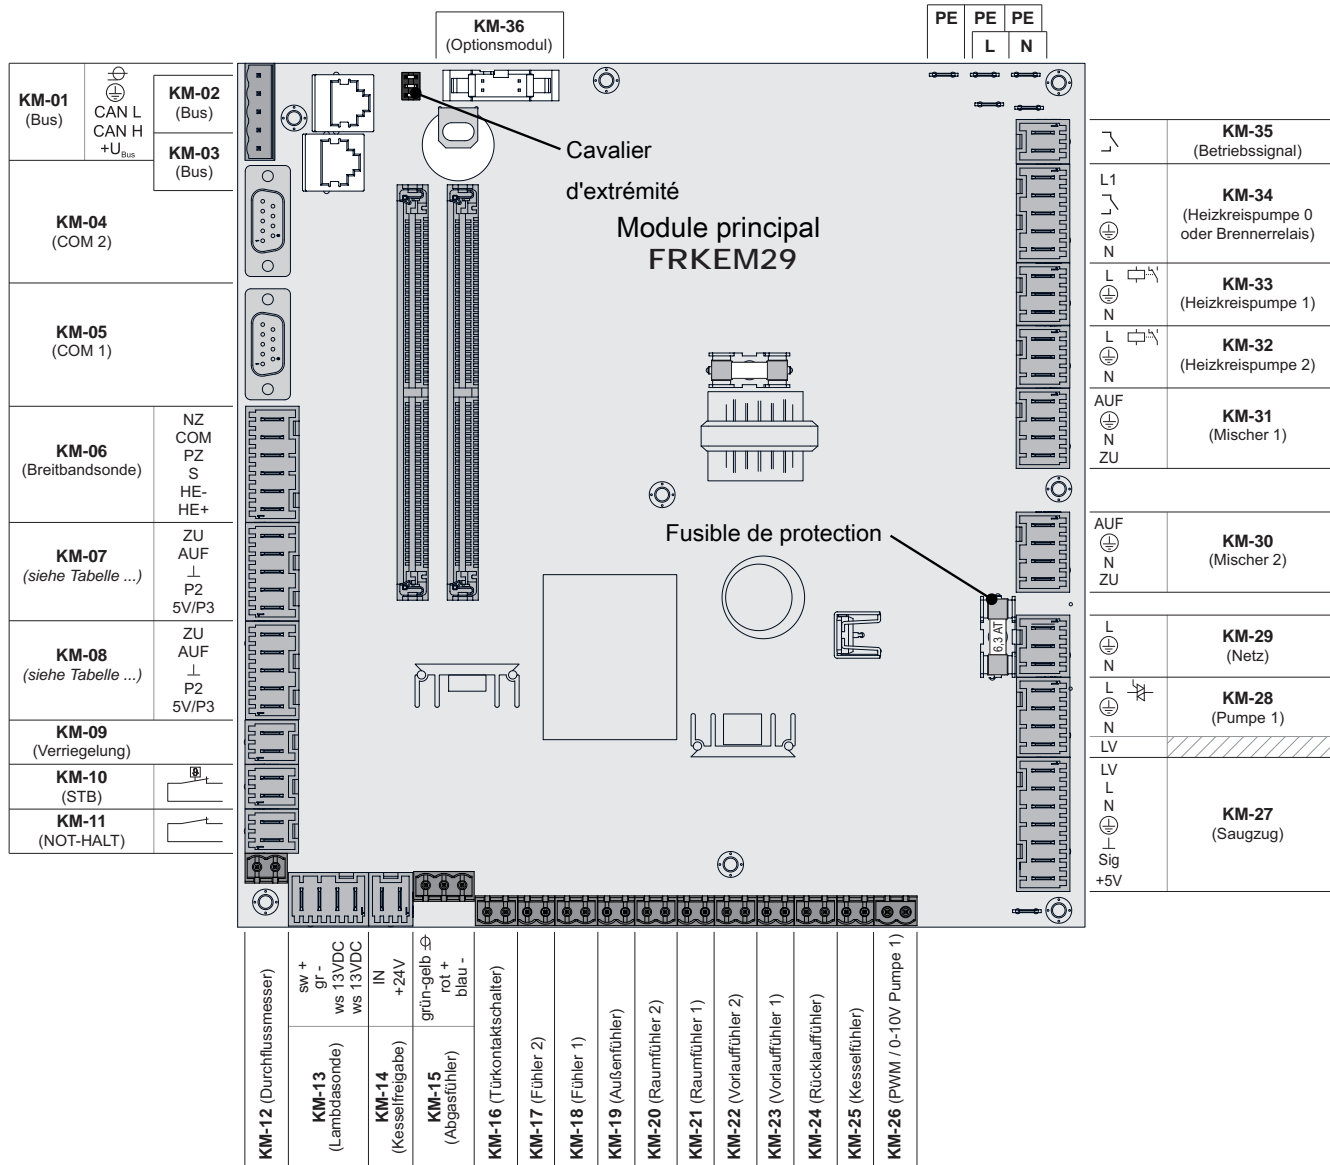 KM-36
(Optionsmodul)
PE PE PE
L N
KM-01
(Bus)
CAN L
CAN H
+U Bus
KM-02
(Bus)
KM-03
(Bus)
KM-04
(COM 2)
KM-05
(COM 1)
KM-06
(Breitbandsonde)
NZ
COM
PZ
S
HE-
HE+
KM-07
(siehe Tabelle ...)
ZU
AUF
P2
5V/P3
KM-08
(siehe Tabelle ...)
ZU
AUF
P2
5V/P3
KM-09
(Verriegelung)
KM-10
(STB)
KM-11
(NOT-HALT)
Cavalier
d'extrémité
Module principal
FRKEM29
Fusible de protection
6.3 AT
KM-35
(Betriebssignal)
L1
N
KM-34
(Heizkreispumpe 0
oder Brennerrelais)
L
N
KM-33
(Heizkreispumpe 1)
L
N
KM-32
(Heizkreispumpe 2)
AUF
N
ZU
KM-31
(Mischer 1)
AUF
N
ZU
KM-30
(Mischer 2)
L
N
KM-29
(Netz)
L
N
LV
KM-28
(Pumpe 1)
LV
L
N
Sig
+5V
KM-27
(Saugzug)
KM-12 (Durchflussmesser)
sw +
gr -
ws 13VDC
ws 13VDC
KM-13
(Lambdasonde)
IN
+24V
KM-14
(Kesselfreigabe)
grün-gelb
rot +
blau -
KM-15
(Abgasfühler)
KM-16 (Türkontaktschalter)
KM-17 (Fühler 2)
KM-18 (Fühler 1)
KM-19 (Außenfühler)
KM-20 (Raumfühler 2)
KM-21 (Raumfühler 1)
KM-22 (Vorlauffühler 2)
KM-23 (Vorlauffühler 1)
KM-24 (Rücklauffühler)
KM-25 (Kesselfühler)
KM-26 (PWM / 0-10V Pumpe 1)